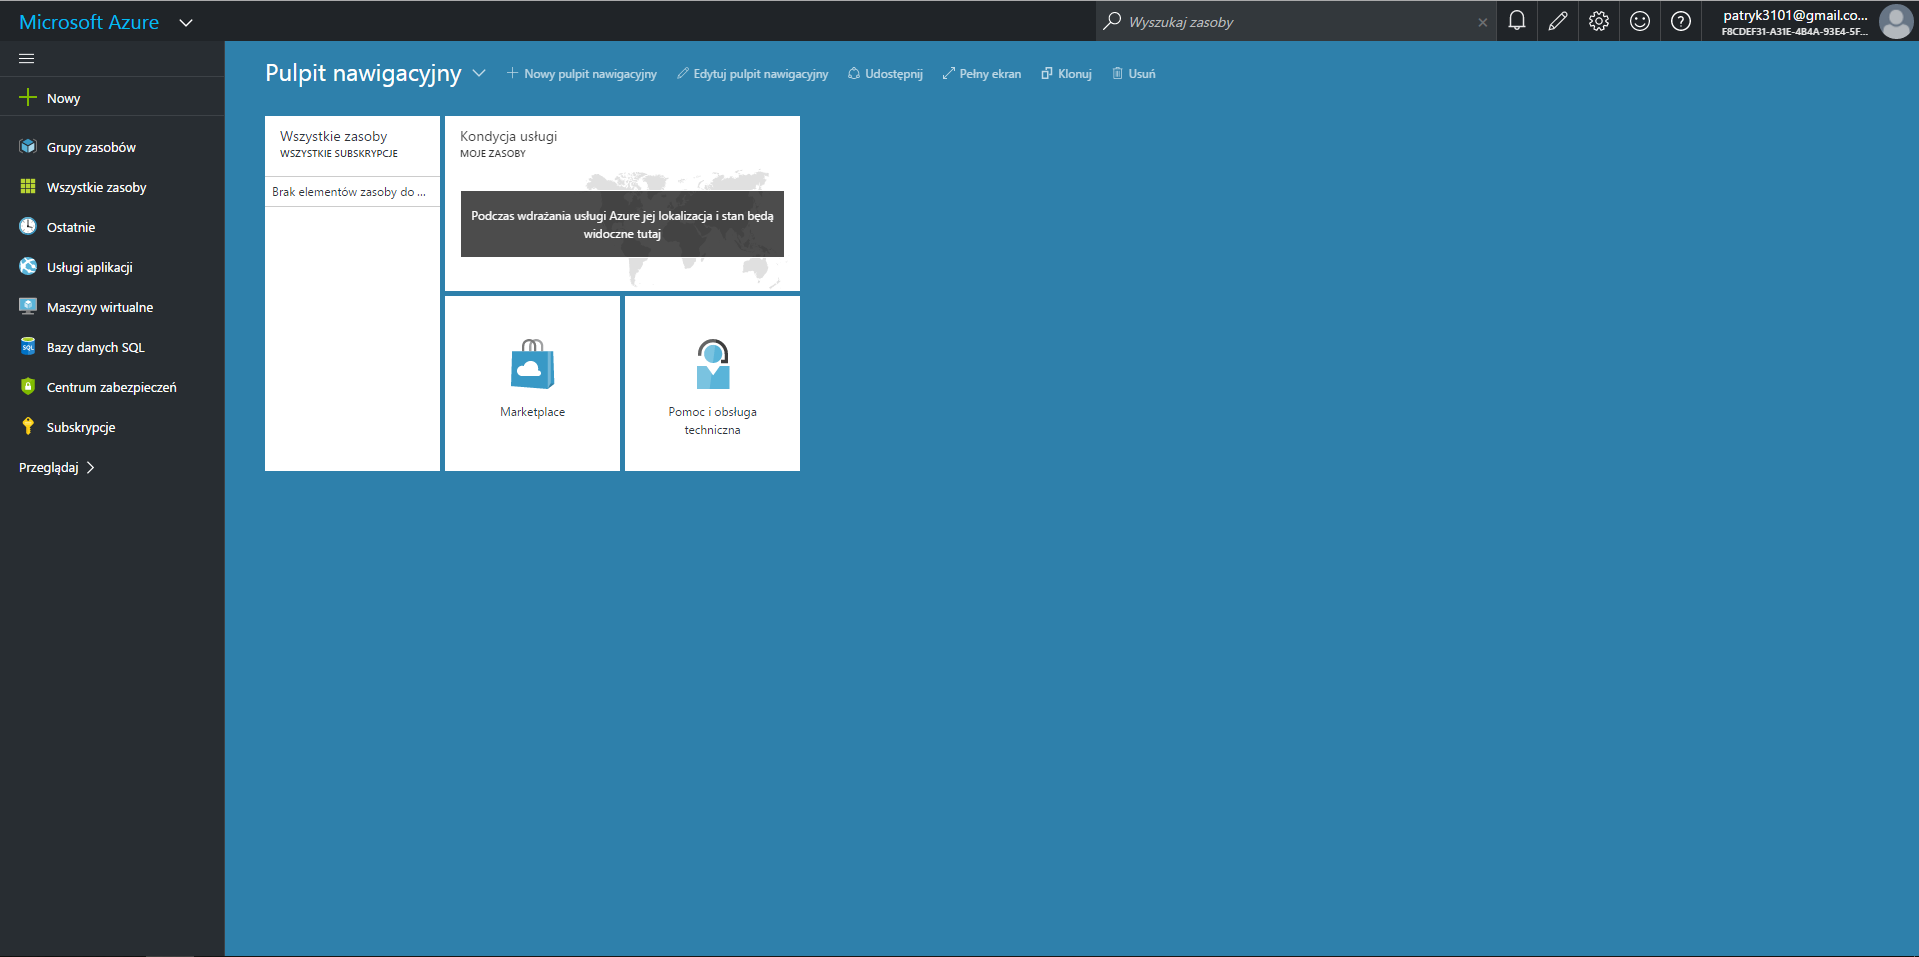 Microsoft Azure
Wyszukaj zasoby
patryk3101@gmail.co...
F8CDEF31-A31E-4B4A-93E4-5F...
Nowy
Grupy zasobów
Wszystkie zasoby
Ostatnie
Usługi aplikacji
Maszyny wirtualne
Bazy danych SQL
Centrum zabezpieczeń
Subskrypcje
Przeglądaj
Pulpit nawigacyjny
Nowy pulpit nawigacyjny
Edytuj pulpit nawigacyjny
Udostępnij
Pełny ekran
Klonuj
Usuń
Wszystkie zasoby
WSZYSTKIE SUBSKRYPCJE
Brak elementów zasoby do ...
Kondycja usługi
MOJE ZASOBY
Podczas wdrażania usługi Azure jej lokalizacja i stan będą
widoczne tutaj
Marketplace
Pomoc i obsługa
techniczna
SQL